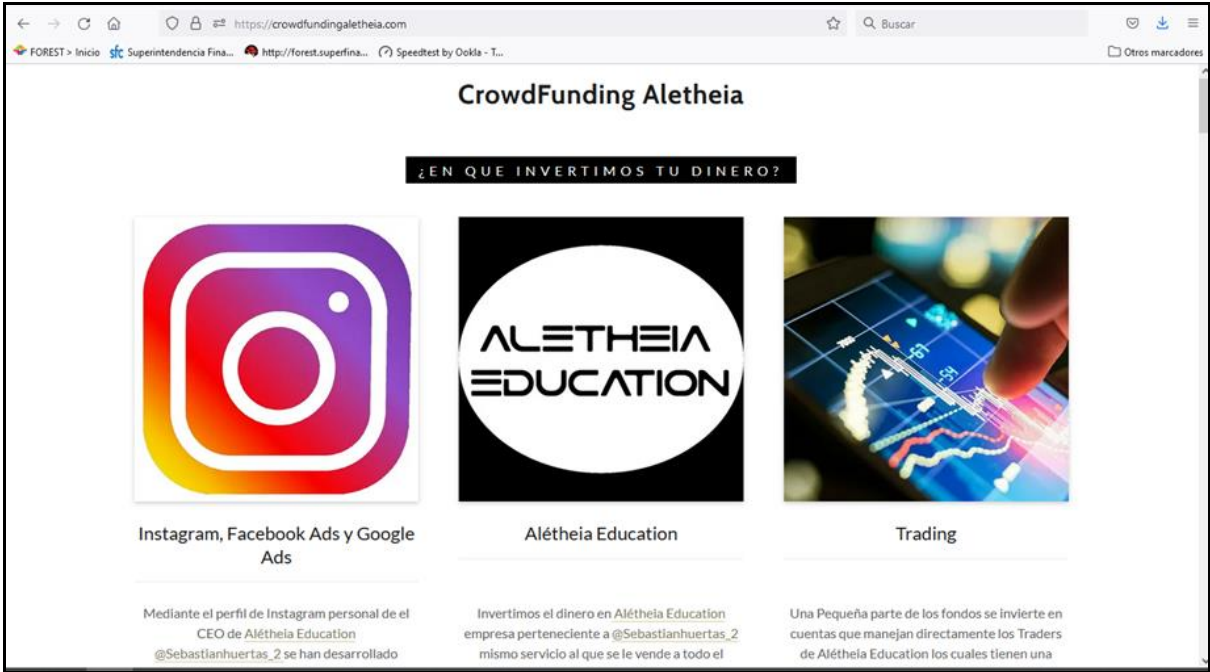 https://crowdfundingaletheia.com
Buscar
FOREST > Inicio
sfc Superintendencia Fina...
http://forest.superfina...
Speedtest by Ookla - T...
Otros marcadores
CrowdFunding Aletheia
¿EN QUE INVERTIMOS TU DINERO?
ALETHEIA
EDUCATION
Instagram, Facebook Ads y Google
Ads
Mediante el perfil de Instagram personal de el
CEO de Alétheia Education
@Sebastianhuertas_2 se han desarrollado
Alétheia Education
Invertimos el dinero en Alétheia Education
empresa perteneciente a @Sebastianhuertas_2
mismo servicio al que se le vende a todo el
Trading
Una Pequeña parte de los fondos se invierte en
cuentas que manejan directamente los Traders
de Alétheia Education los cuales tienen una